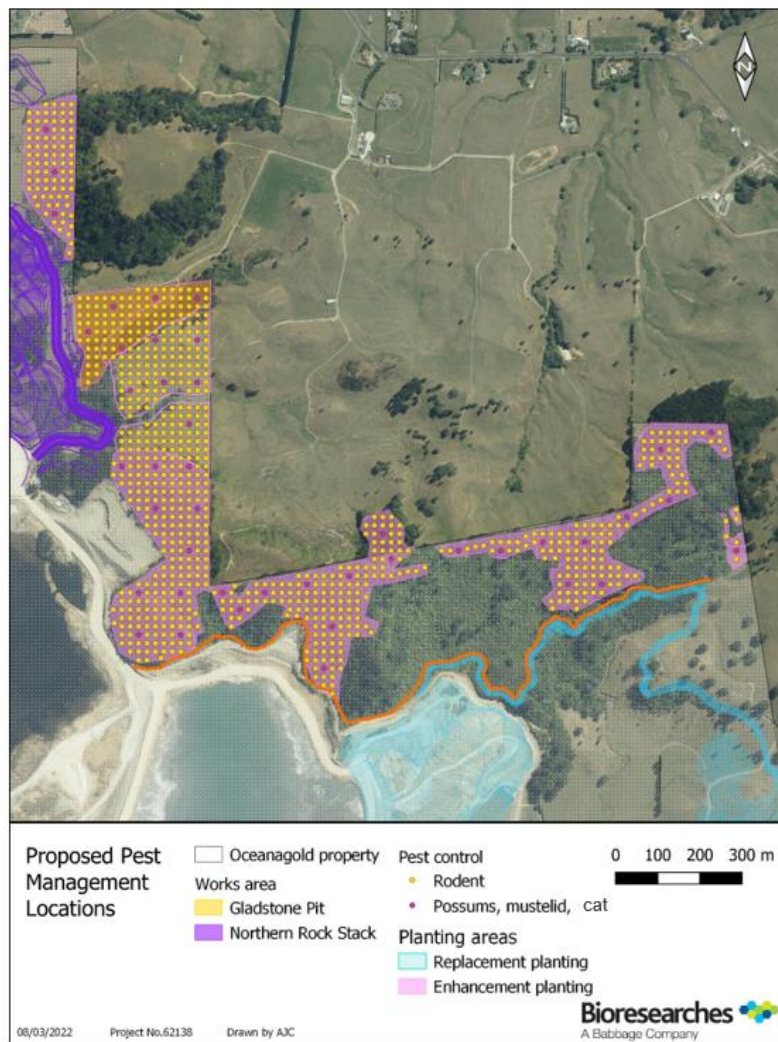 N
Proposed Pest
Management
Locations
Oceanagold property
Works area
Gladstone Pit
Northern Rock Stack
Pest control
Rodent
Possums, mustelid, cat
Planting areas
Replacement planting
Enhancement planting
0 100 200 300 m
08/03/2022 Project No.62138 Drawn by AJC
Bioresearches
A Babbage Company